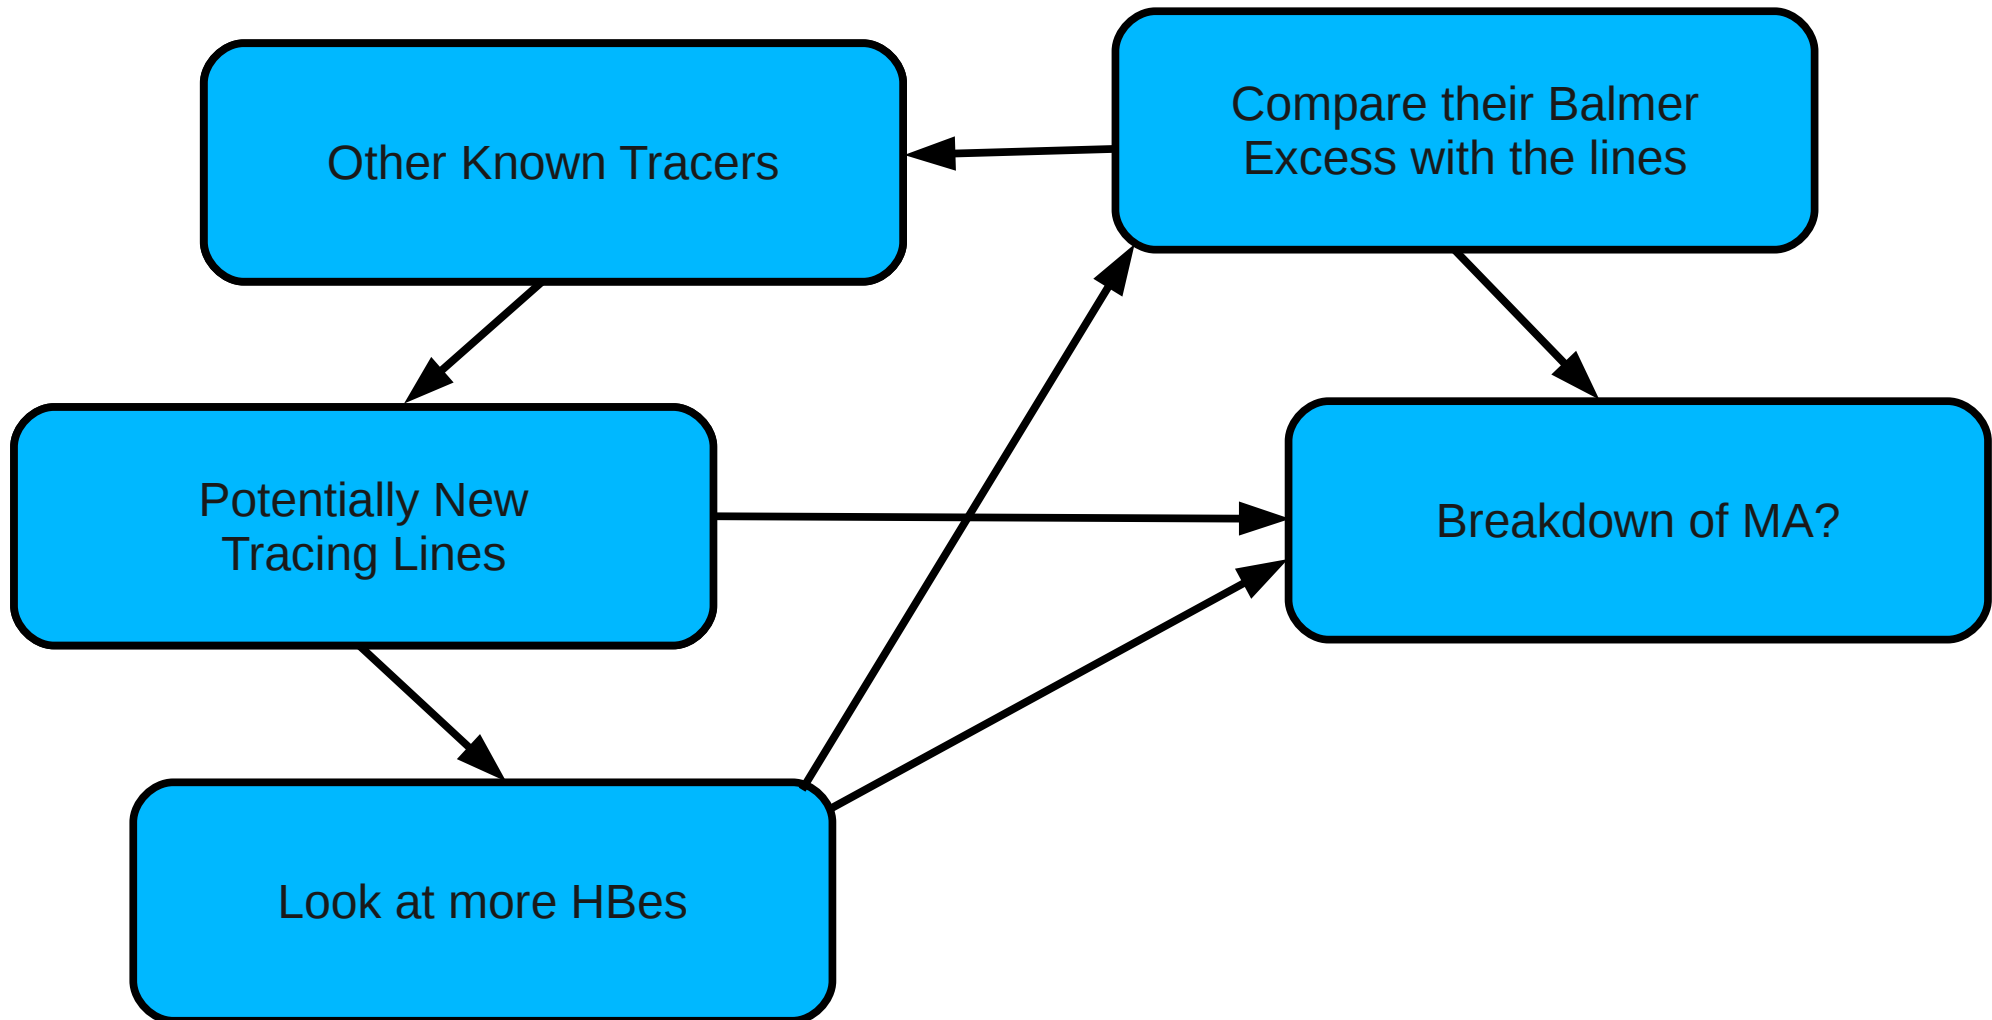 Other Known Tracers
Compare their Balmer
Excess with the lines
Potentially New
Tracing Lines
Breakdown of MA?
Look at more HBes